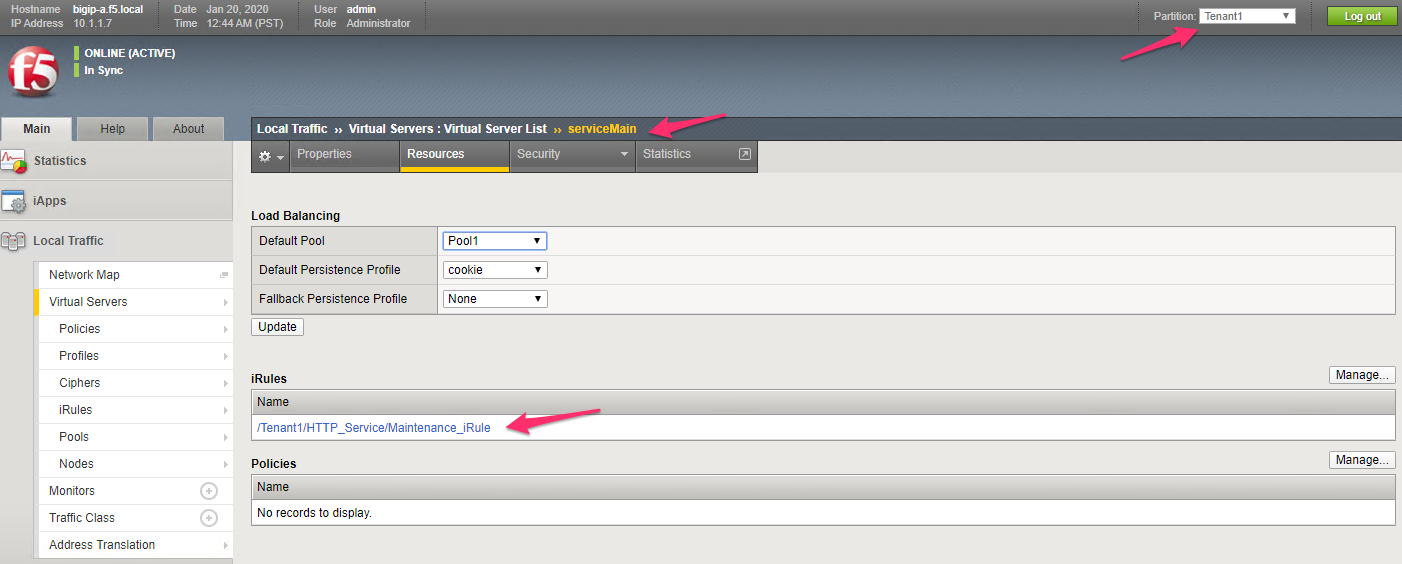 Hostname bigip-a.f5.local Date Jan 20, 2020 User admin Partition: Tenant1 Log out
IP Address 10.1.1.7 Time 12:44 AM (PST) Role Administrator
f5
ONLINE (ACTIVE)
In Sync
Main Help About
Local Traffic ›› Virtual Servers : Virtual Server List ›› serviceMain
Properties Resources Security Statistics
Statistics
iApps
Local Traffic
Network Map
Virtual Servers
Policies
Profiles
Ciphers
iRules
Pools
Nodes
Monitors
Traffic Class
Address Translation
Load Balancing
Default Pool Pool1
Default Persistence Profile cookie
Fallback Persistence Profile None
Update
iRules Manage...
Name
/Tenant1/HTTP_Service/Maintenance_iRule
Policies Manage...
Name
No records to display.